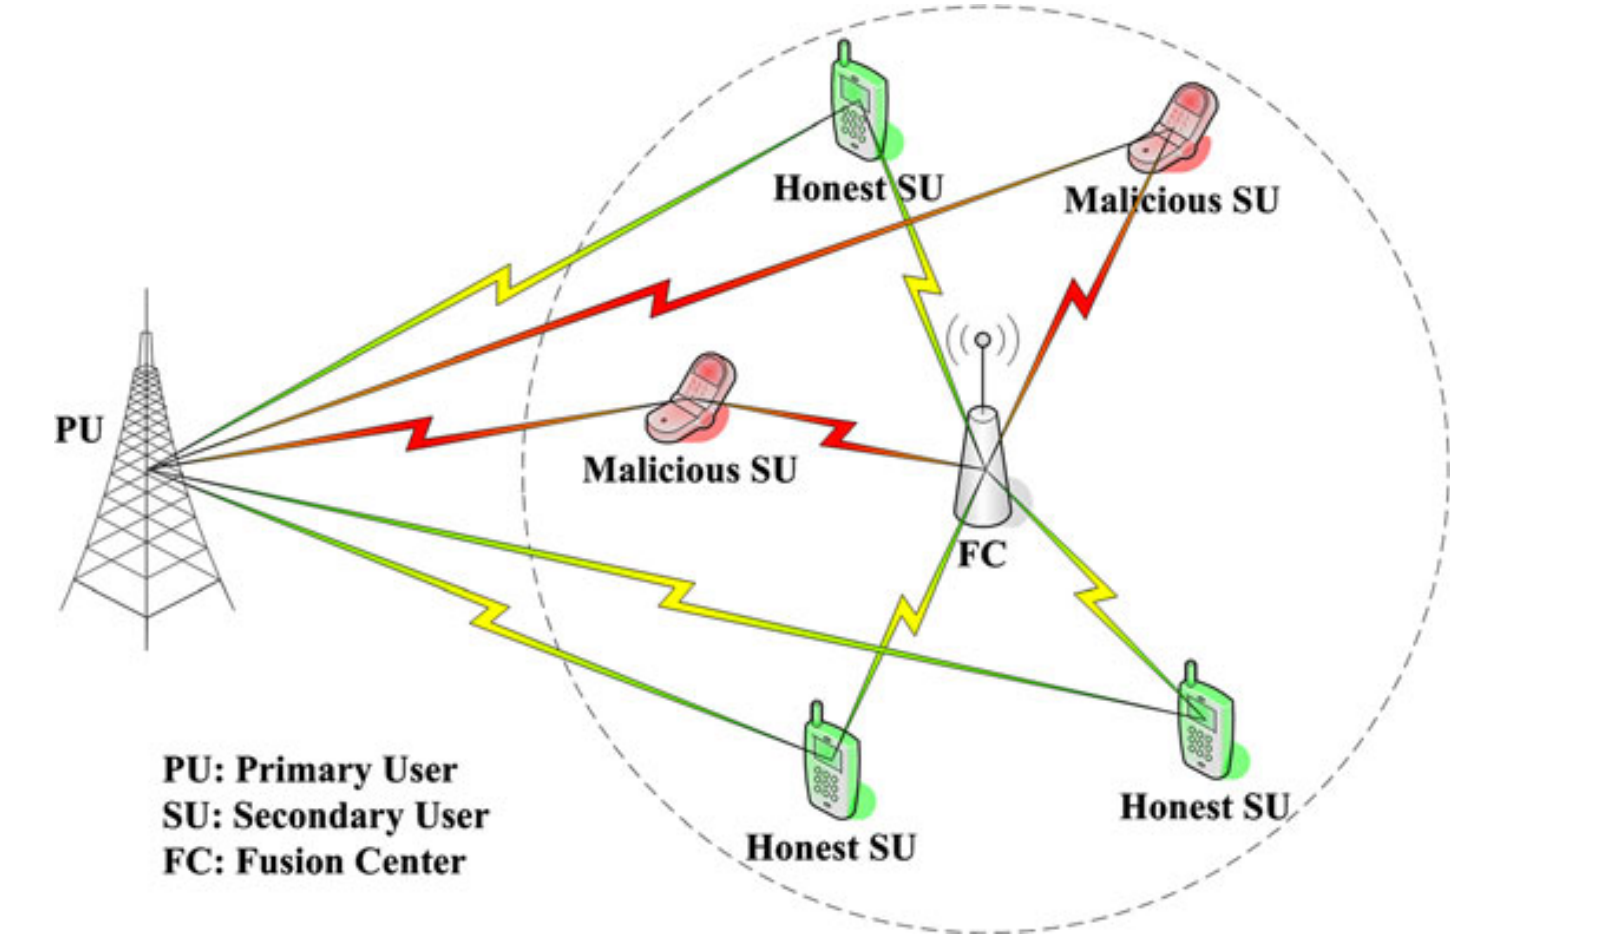 Honest SU
Malicious SU
PU
Malicious SU
FC
PU: Primary User
SU: Secondary User
FC: Fusion Center
Honest SU
Honest SU